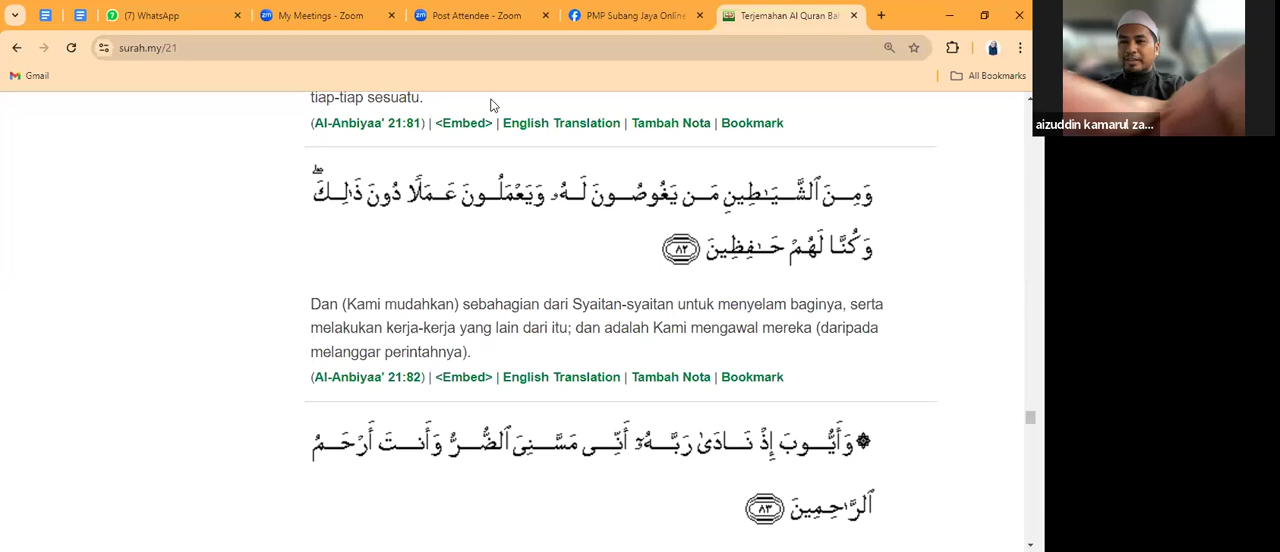 (7) WhatsApp
My Meetings - Zoom
Post Attendee - Zoom
PMP Subang Jaya Online
Terjemahan Al Quran Bah
surah.my/21
Gmail
All Bookmarks
tiap-tiap sesuatu.
(Al-Anbiyaa' 21:81) | <Embed> | English Translation | Tambah Nota | Bookmark
وَمِنَ ٱلشَّيَـٰطِينِ مَن يَغُوصُونَ لَهُۥ وَيَعْمَلُونَ عَمَلًا دُونَ ذَٰلِكَ ۖ
وَكُنَّا لَهُمْ حَـٰفِظِينَ ٨٢
Dan (Kami mudahkan) sebahagian dari Syaitan-syaitan untuk menyelam baginya, serta
melakukan kerja-kerja yang lain dari itu; dan adalah Kami mengawal mereka (daripada
melanggar perintahnya).
(Al-Anbiyaa' 21:82) | <Embed> | English Translation | Tambah Nota | Bookmark
۞ وَأَيُّوبَ إِذْ نَادَىٰ رَبَّهُۥٓ أَنِّى مَسَّنِىَ ٱلضُّرُّ وَأَنتَ أَرْحَمُ
ٱلرَّٰحِمِينَ ٨٣
aizuddin kamarul za...